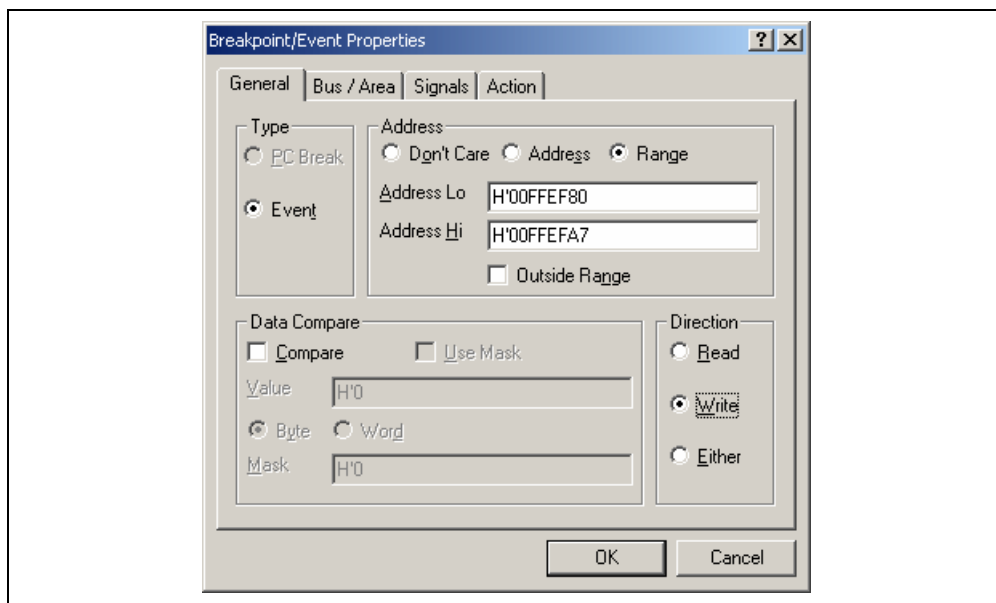 Breakpoint/Event Properties
General Bus / Area Signals Action
Type
PC Break
Event
Address
Don't Care Address Range
Address Lo H'00FFEF80
Address Hi H'00FFEFA7
Outside Range
Data Compare
Compare Use Mask
Value H'0
Byte Word
Mask H'0
Direction
Read
Write
Either
OK Cancel